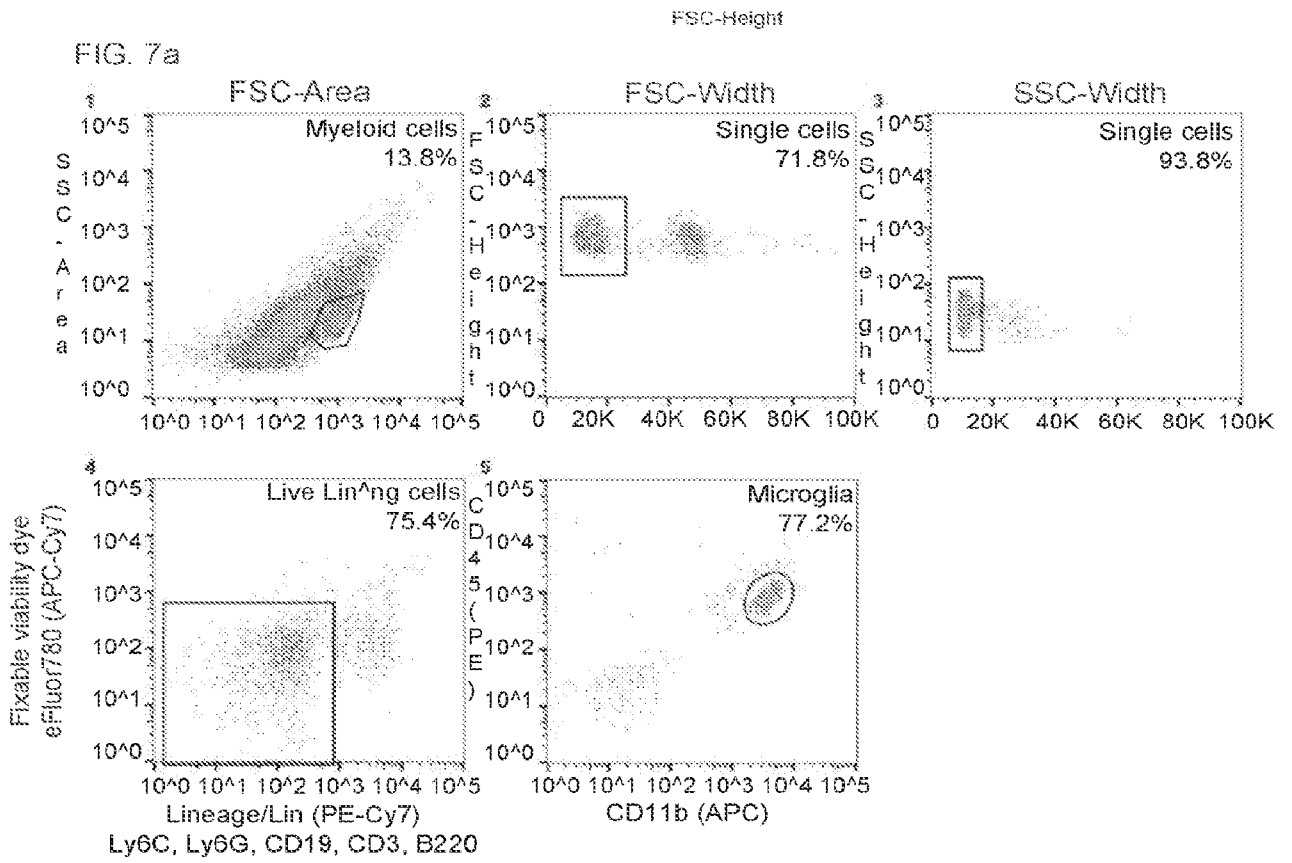 FSC-Height
FIG. 7a
1
FSC-Area
Myeloid cells
13.8%
SSC-Area
10^5
10^4
10^3
10^2
10^1
10^0
10^0 10^1 10^2 10^3 10^4 10^5
2
FSC-Width
Single cells
71.8%
FSC-Height
10^5
10^4
10^3
10^2
10^1
10^0
0 20K 40K 60K 80K 100K
3
SSC-Width
Single cells
93.8%
SSC-Height
10^5
10^4
10^3
10^2
10^1
10^0
0 20K 40K 60K 80K 100K
4
Live Lin^ng cells
75.4%
Fixable viability dye
eFluor780 (APC-Cy7)
10^5
10^4
10^3
10^2
10^1
10^0
10^0 10^1 10^2 10^3 10^4 10^5
Lineage/Lin (PE-Cy7)
Ly6C, Ly6G, CD19, CD3, B220
5
Microglia
77.2%
CD45(PE)
10^5
10^4
10^3
10^2
10^1
10^0
10^0 10^1 10^2 10^3 10^4 10^5
CD11b (APC)